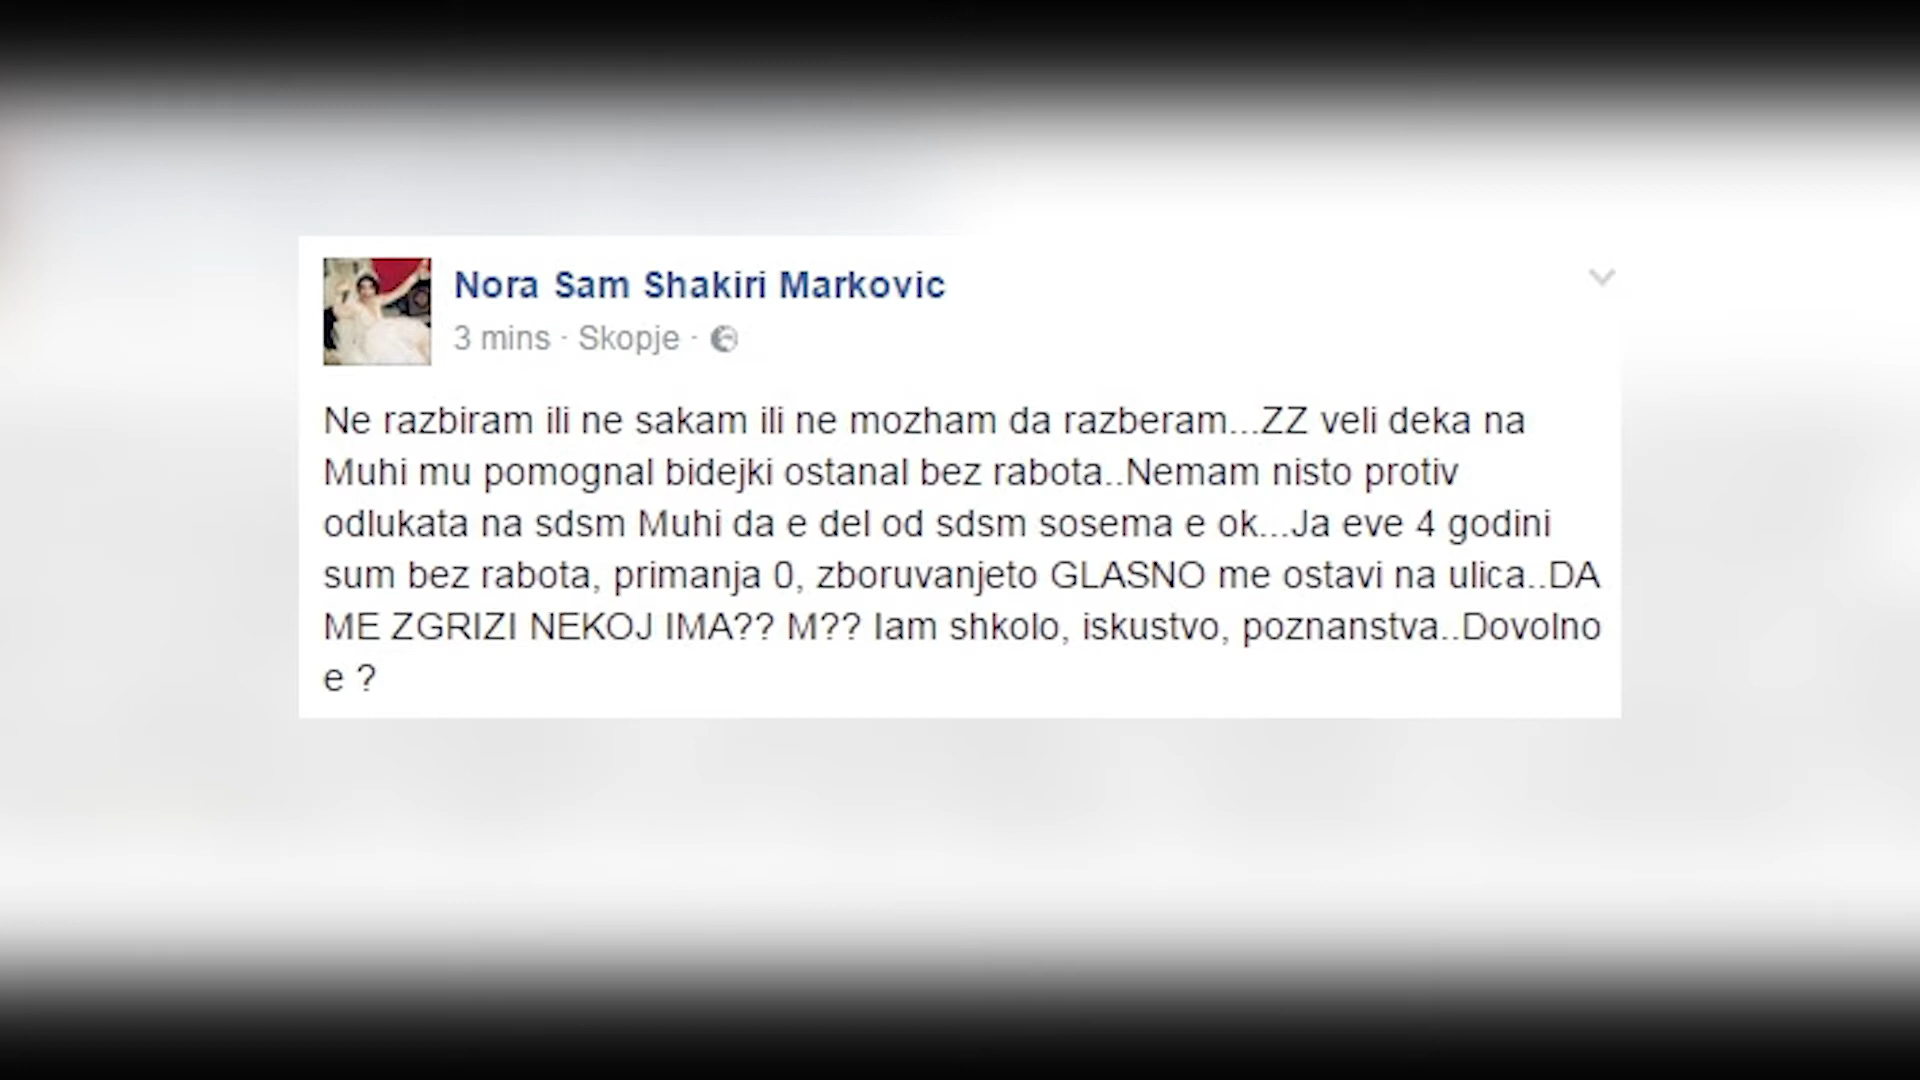 Nora Sam Shakiri Markovic
3 mins · Skopje ·
Ne razbiram ili ne sakam ili ne mozham da razberam...ZZ veli deka na
Muhi mu pomognal bidejki ostanal bez rabota..Nemam nisto protiv
odlukata na sdsm Muhi da e del od sdsm sosema e ok...Ja eve 4 godini
sum bez rabota, primanja 0, zboruvanjeto GLASNO me ostavi na ulica..DA
ME ZGRIZI NEKOJ IMA?? M?? Iam shkolo, iskustvo, poznanstva..Dovolno
e ?